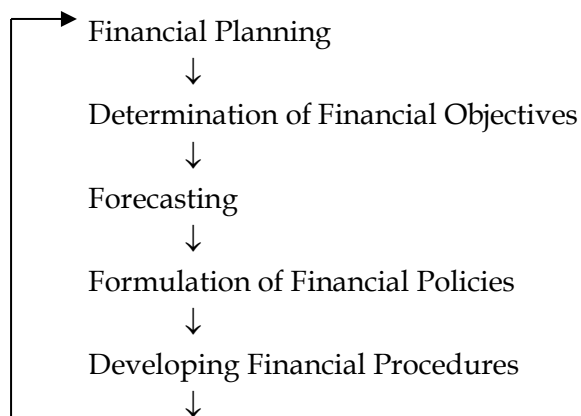 Financial Planning
↓
Determination of Financial Objectives
↓
Forecasting
↓
Formulation of Financial Policies
↓
Developing Financial Procedures
↓